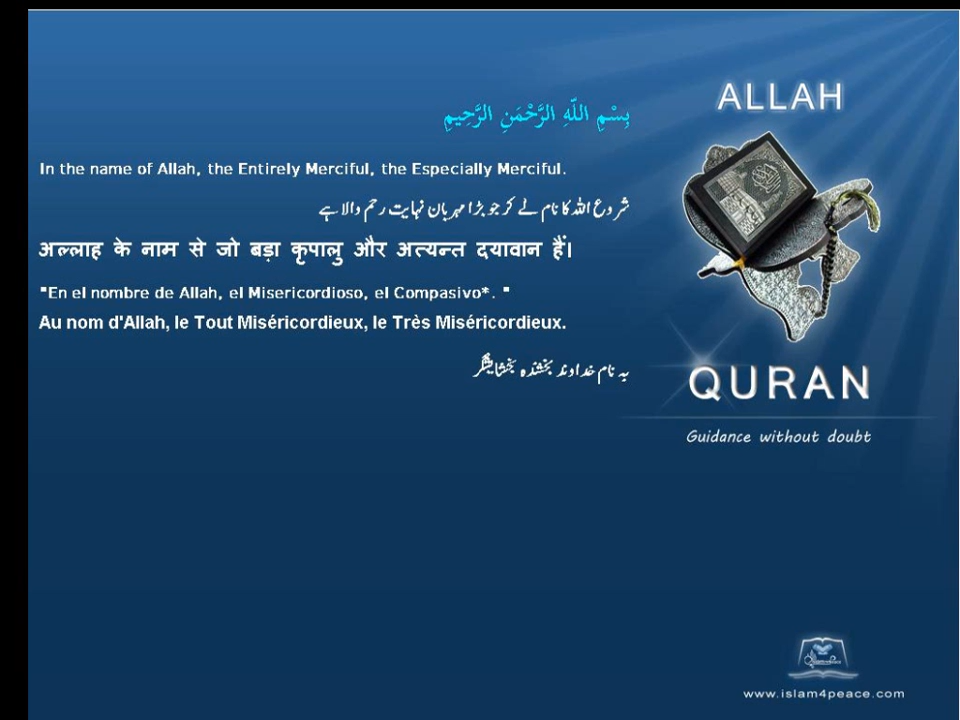 بِسْمِ اللَّهِ الرَّحْمَنِ الرَّحِيمِ
In the name of Allah, the Entirely Merciful, the Especially Merciful.
شروع اللہ کا نام لے کر جو بڑا مہربان نہایت رحم والا ہے
अल्लाह के नाम से जो बड़ा कृपालु और अत्यन्त दयावान हैं।
"En el nombre de Allah, el Misericordioso, el Compasivo*. "
Au nom d'Allah, le Tout Miséricordieux, le Très Miséricordieux.
به نام خداوند بخشنده بخشایشگر
ALLAH
QURAN
Guidance without doubt
www.islam4peace.com